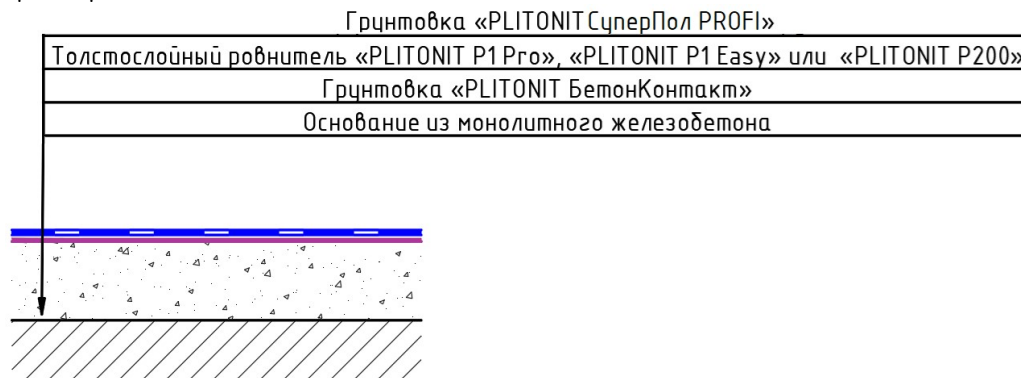 Грунтовка «PLITONIT СуперПол PROFI»
Толстослойный ровнитель «PLITONIT P1 Pro», «PLITONIT P1 Easy» или «PLITONIT P200»
Грунтовка «PLITONIT БетонКонтакт»
Основание из монолитного железобетона